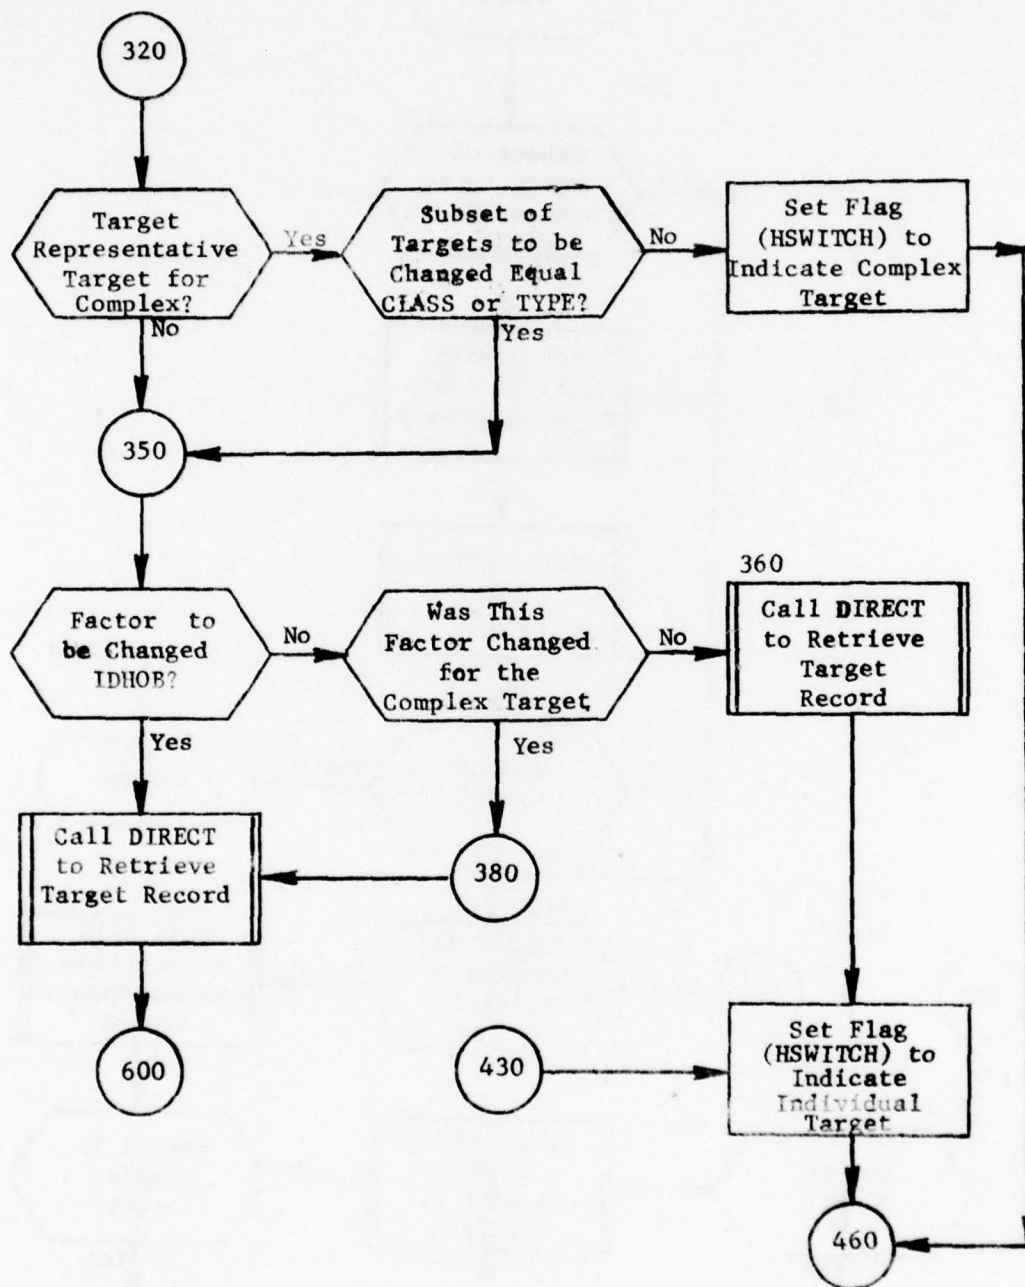 320
Target
Representative
Target for
Complex?
Yes
No
Subset of
Targets to be
Changed Equal
CLASS or TYPE?
No
Yes
Set Flag
(HSWITCH) to
Indicate Complex
Target
350
Factor to
be Changed
IDHOB?
No
Yes
Was This
Factor Changed
for the
Complex Target
No
Yes
360
Call DIRECT
to Retrieve
Target
Record
Call DIRECT
to Retrieve
Target Record
380
600
430
Set Flag
(HSWITCH) to
Indicate
Individual
Target
460